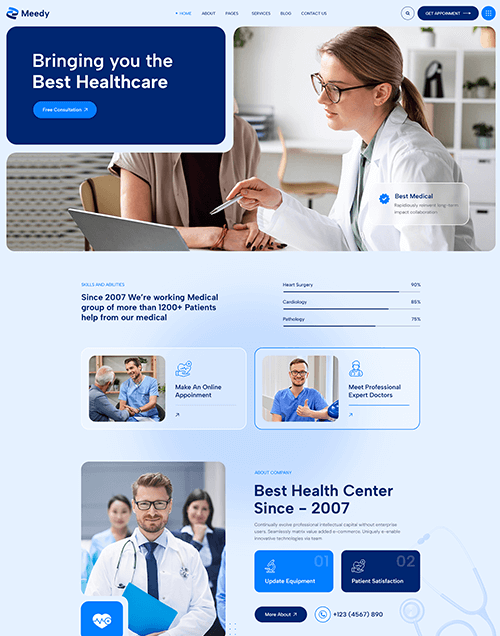 Meedy
HOME ABOUT PAGES SERVICES BLOG CONTACT US
GET APPOINMENT
Bringing you the
Best Healthcare
Free Consultation
Best Medical
Rapidiously reinvent long-term
impact collaboration
SKILLS AND ABILITIES
Since 2007 We're working Medical
group of more than 1200+ Patients
help from our medical
Heart Surgery 90%
Cardiology 85%
Pathology 75%
Make An Online
Appoinment
Meet Professional
Expert Doctors
ABOUT COMPANY
Best Health Center
Since - 2007
Continually evolve professional intellectual capital without enterprise
users. Seamlessly matrix value added e-commerce. Uniquely e-enable
innovative technologies via team
01
Update Equipment
02
Patient Satisfaction
More About
+123 (4567) 890